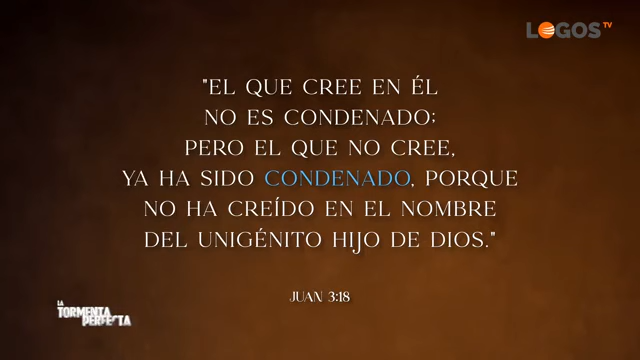 LOGOS TV
"EL QUE CREE EN ÉL
NO ES CONDENADO;
PERO EL QUE NO CREE,
YA HA SIDO CONDENADO, PORQUE
NO HA CREÍDO EN EL NOMBRE
DEL UNIGÉNITO HIJO DE DIOS."
JUAN 3:18
LA
TORMENTA
PERFECTA